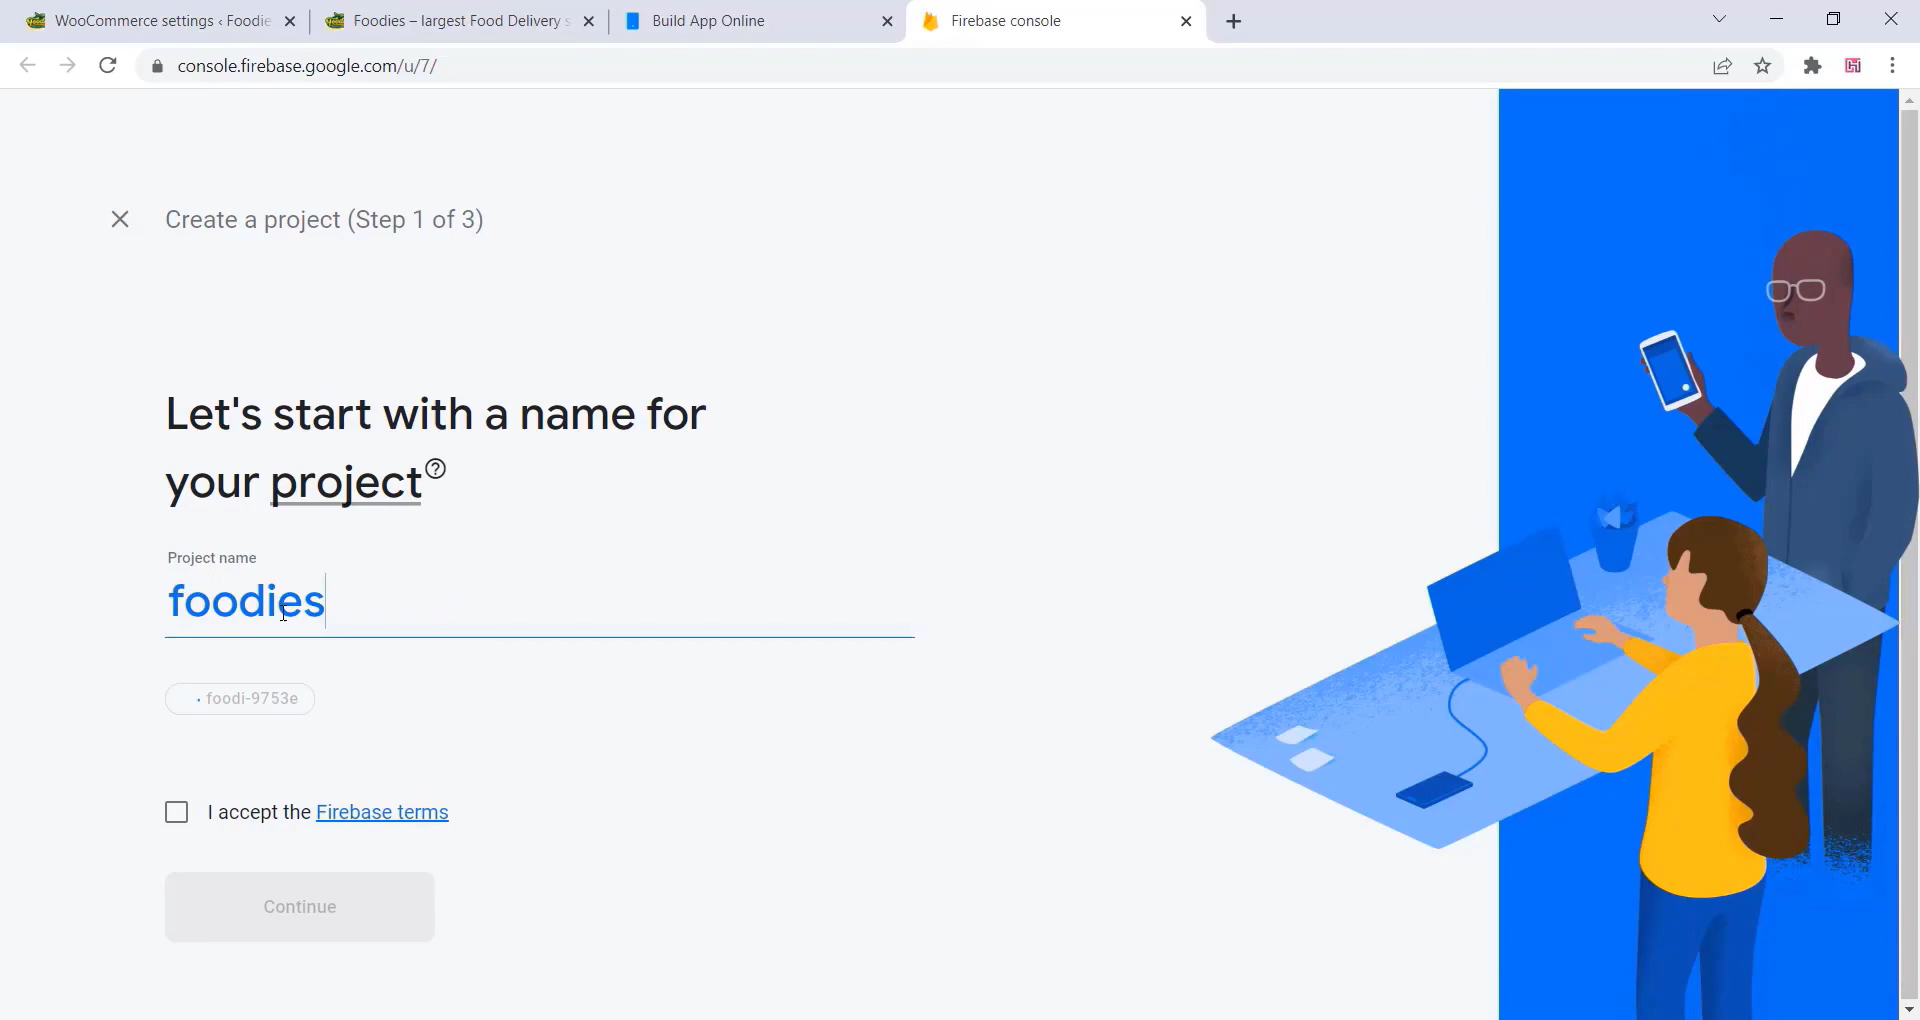 WooCommerce settings ‹ Foodie
Foodies – largest Food Delivery s
Build App Online
Firebase console
console.firebase.google.com/u/7/
Create a project (Step 1 of 3)
Let's start with a name for
your project
Project name
foodies
foodi-9753e
I accept the Firebase terms
Continue